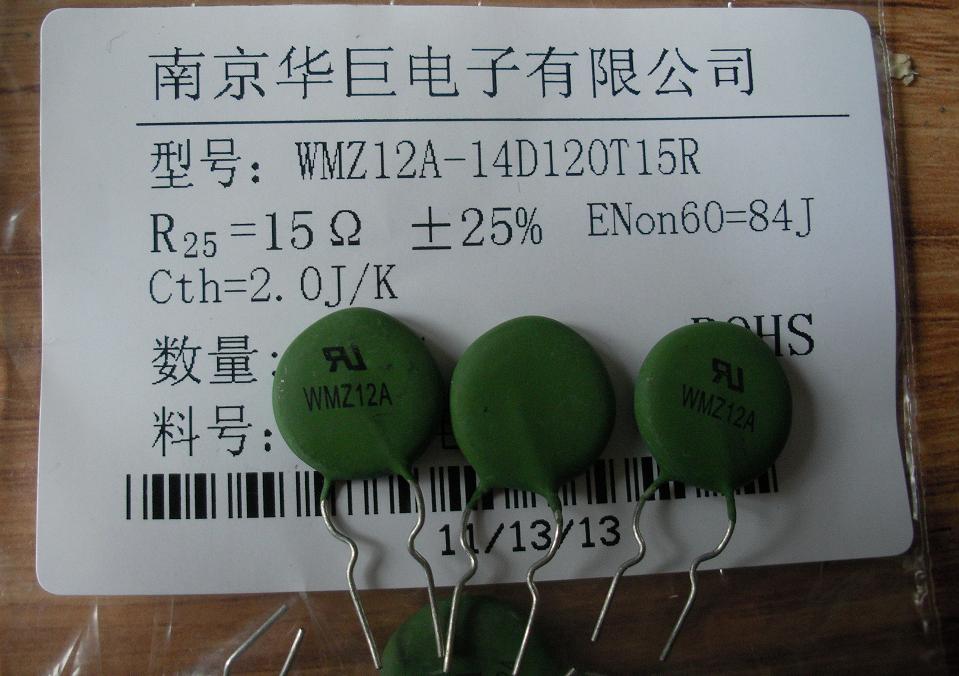 南京华巨电子有限公司
型号: WMZ12A-14D120T15R
R25=15Ω ±25% ENon60=84J
Cth=2.0J/K
ROHS
数量:
料号:
WMZ12A
WMZ12A
11/13/13